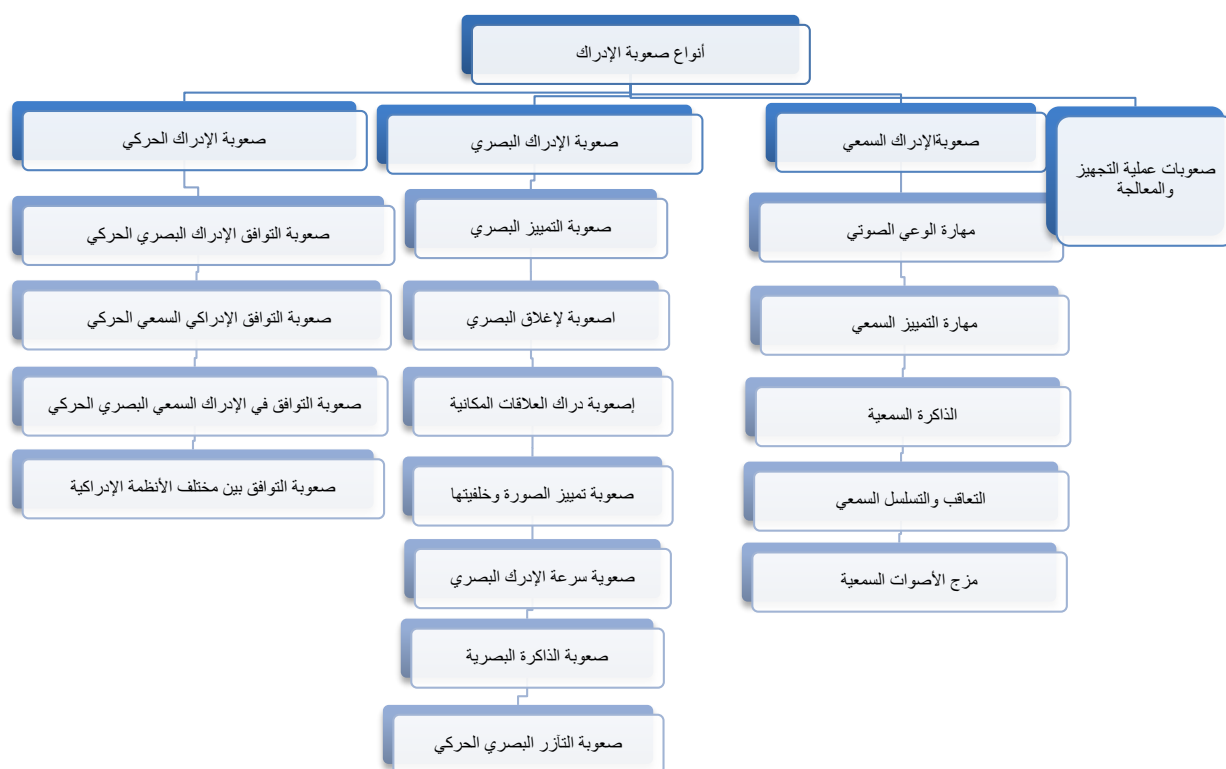 أنواع صعوبة الإدراك
صعوبات عملية التجهيز
والمعالجة
صعوبةالإدراك السمعي
مهارة الوعي الصوتي
مهارة التمييز السمعي
الذاكرة السمعية
التعاقب والتسلسل السمعي
مزج الأصوات السمعية
صعوبة الإدراك البصري
صعوبة التمييز البصري
اصعوبة لإغلاق البصري
إصعوبة دراك العلاقات المكانية
صعوبة تمييز الصورة وخلفيتها
صعوبة سرعة الإدرك البصري
صعوبة الذاكرة البصرية
صعوبة التآزر البصري الحركي
صعوبة الإدراك الحركي
صعوبة التوافق الإدراك البصري الحركي
صعوبة التوافق الإدراكي السمعي الحركي
صعوبة التوافق في الإدراك السمعي البصري الحركي
صعوبة التوافق بين مختلف الأنظمة الإدراكية